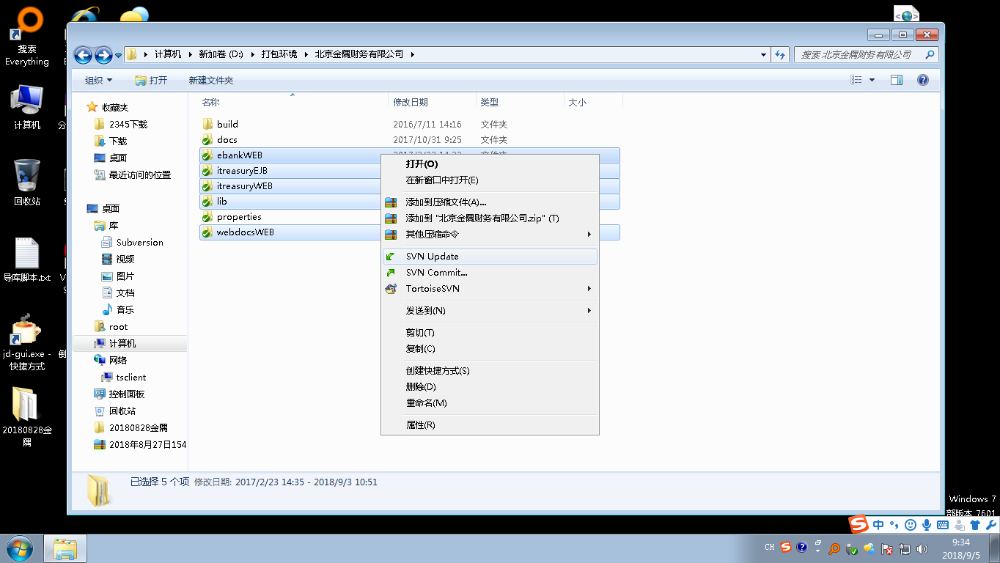 搜索
Everything
计算机
回收站
导库脚本.txt
jd-gui.exe -
快捷方式
20180828金
隅
计算机 新加卷 (D:) 打包环境 北京金隅财务有限公司
搜索 北京金隅财务有限公司
组织 打开 新建文件夹
名称 修改日期 类型 大小
收藏夹
2345下载
下载
桌面
最近访问的位置
桌面
库
Subversion
视频
图片
文档
音乐
root
计算机
网络
tsclient
控制面板
回收站
20180828金隅
2018年8月27日154
build 2016/7/11 14:16 文件夹
docs 2017/10/31 9:25 文件夹
ebankWEB
itreasuryEJB
itreasuryWEB
lib
properties
webdocsWEB
打开(O)
在新窗口中打开(E)
添加到压缩文件(A)...
添加到 "北京金隅财务有限公司.zip" (T)
其他压缩命令
SVN Update
SVN Commit...
TortoiseSVN
发送到(N)
剪切(T)
复制(C)
创建快捷方式(S)
删除(D)
重命名(M)
属性(R)
已选择 5 个项 修改日期: 2017/2/23 14:35 - 2018/9/3 10:51
Windows 7
部版本 7601
中
CH
9:34
2018/9/5